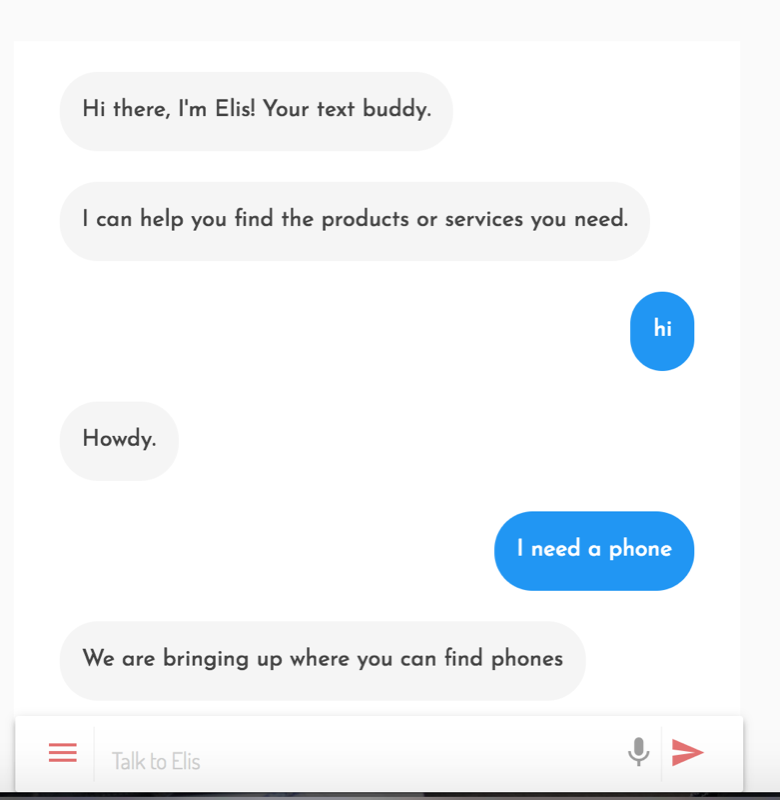 Hi there, I'm Elis! Your text buddy.
I can help you find the products or services you need.
hi
Howdy.
I need a phone
We are bringing up where you can find phones
Talk to Elis